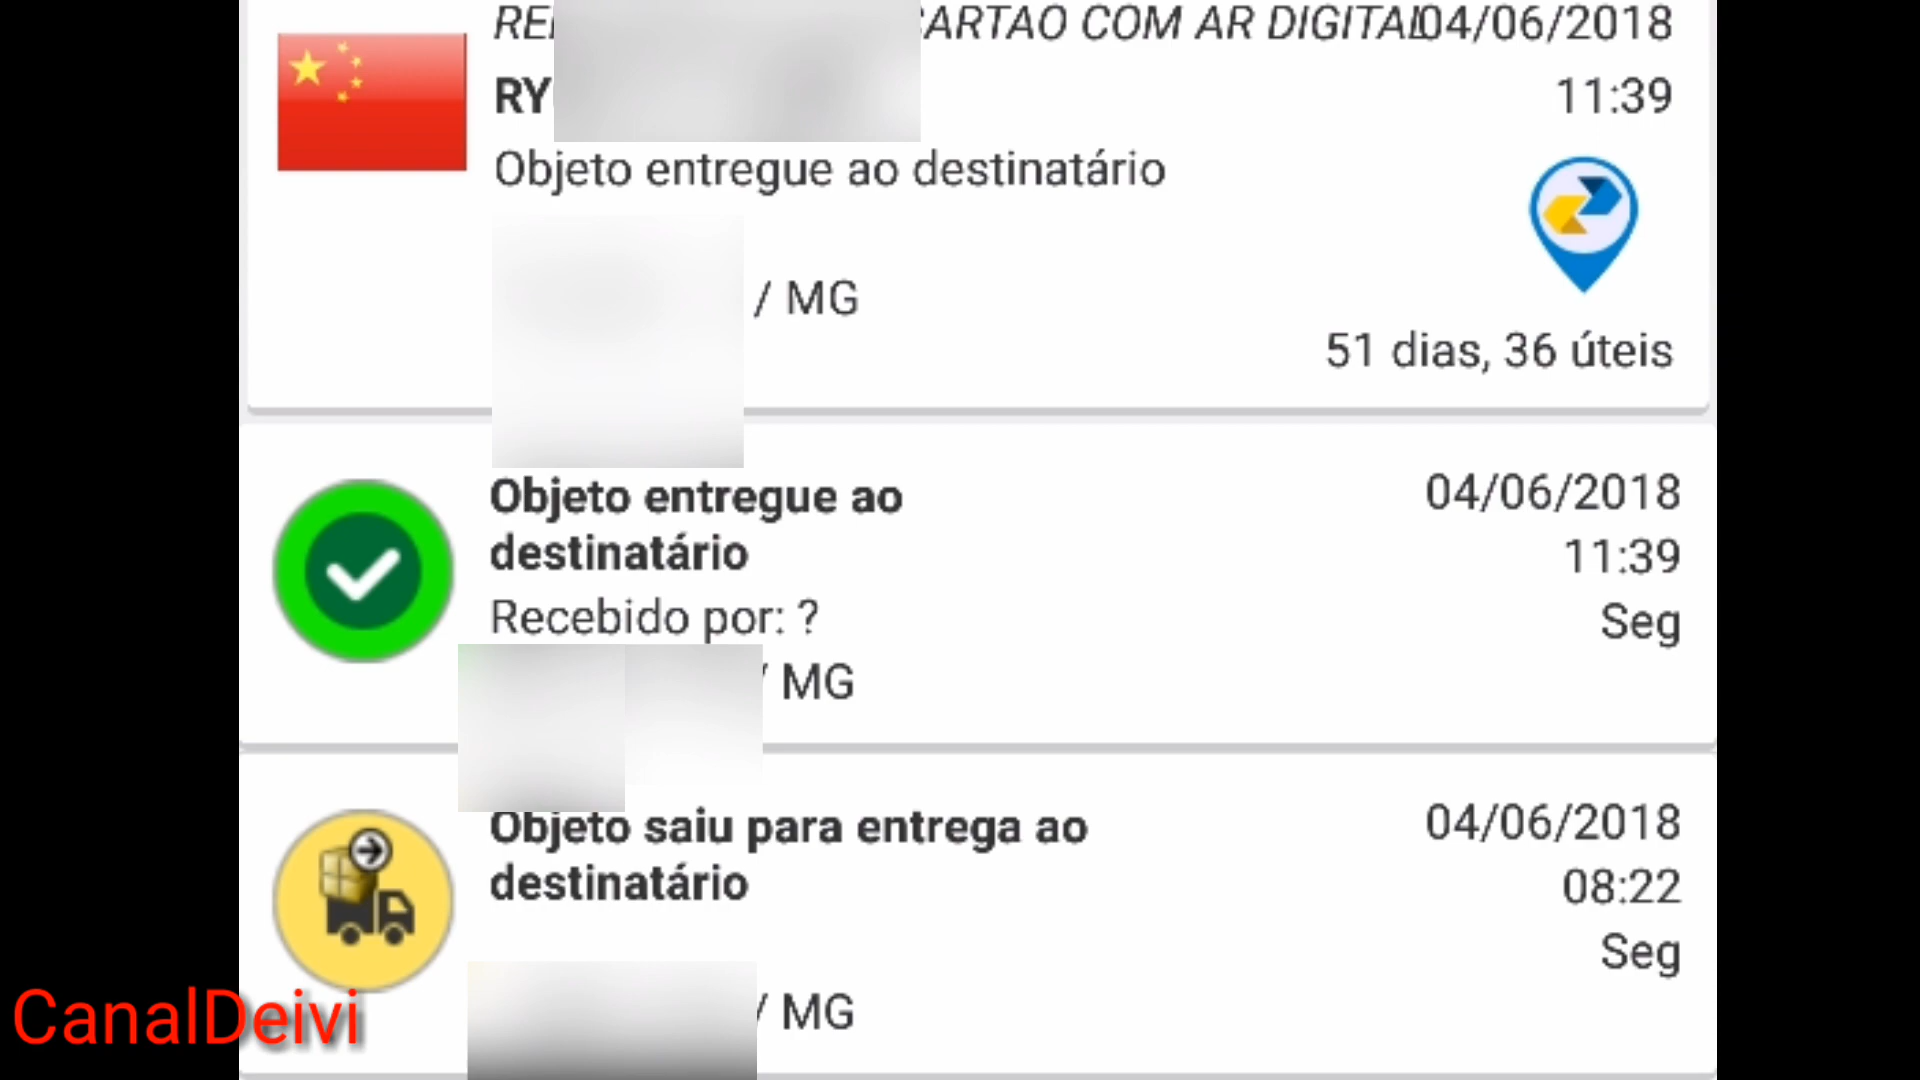 ARTAO COM AR DIGITAL 04/06/2018
RY 11:39
Objeto entregue ao destinatário
/ MG
51 dias, 36 úteis
Objeto entregue ao 04/06/2018
destinatário 11:39
Recebido por: ? Seg
/ MG
Objeto saiu para entrega ao 04/06/2018
destinatário 08:22
Seg
/ MG
CanalDeivi